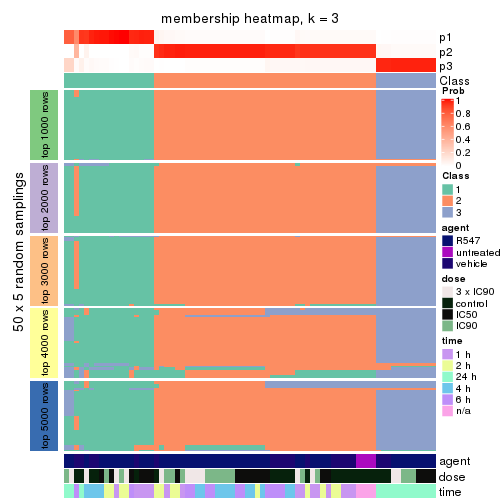 membership heatmap, k = 3
p1
p2
p3
Class
Prob
1
0.8
0.6
0.4
0.2
0
Class
1
2
3
agent
R547
untreated
vehicle
dose
3 x IC90
control
IC50
IC90
time
1 h
2 h
24 h
4 h
6 h
n/a
50 x 5 random samplings
top 1000 rows
top 2000 rows
top 3000 rows
top 4000 rows
top 5000 rows
agent
dose
time